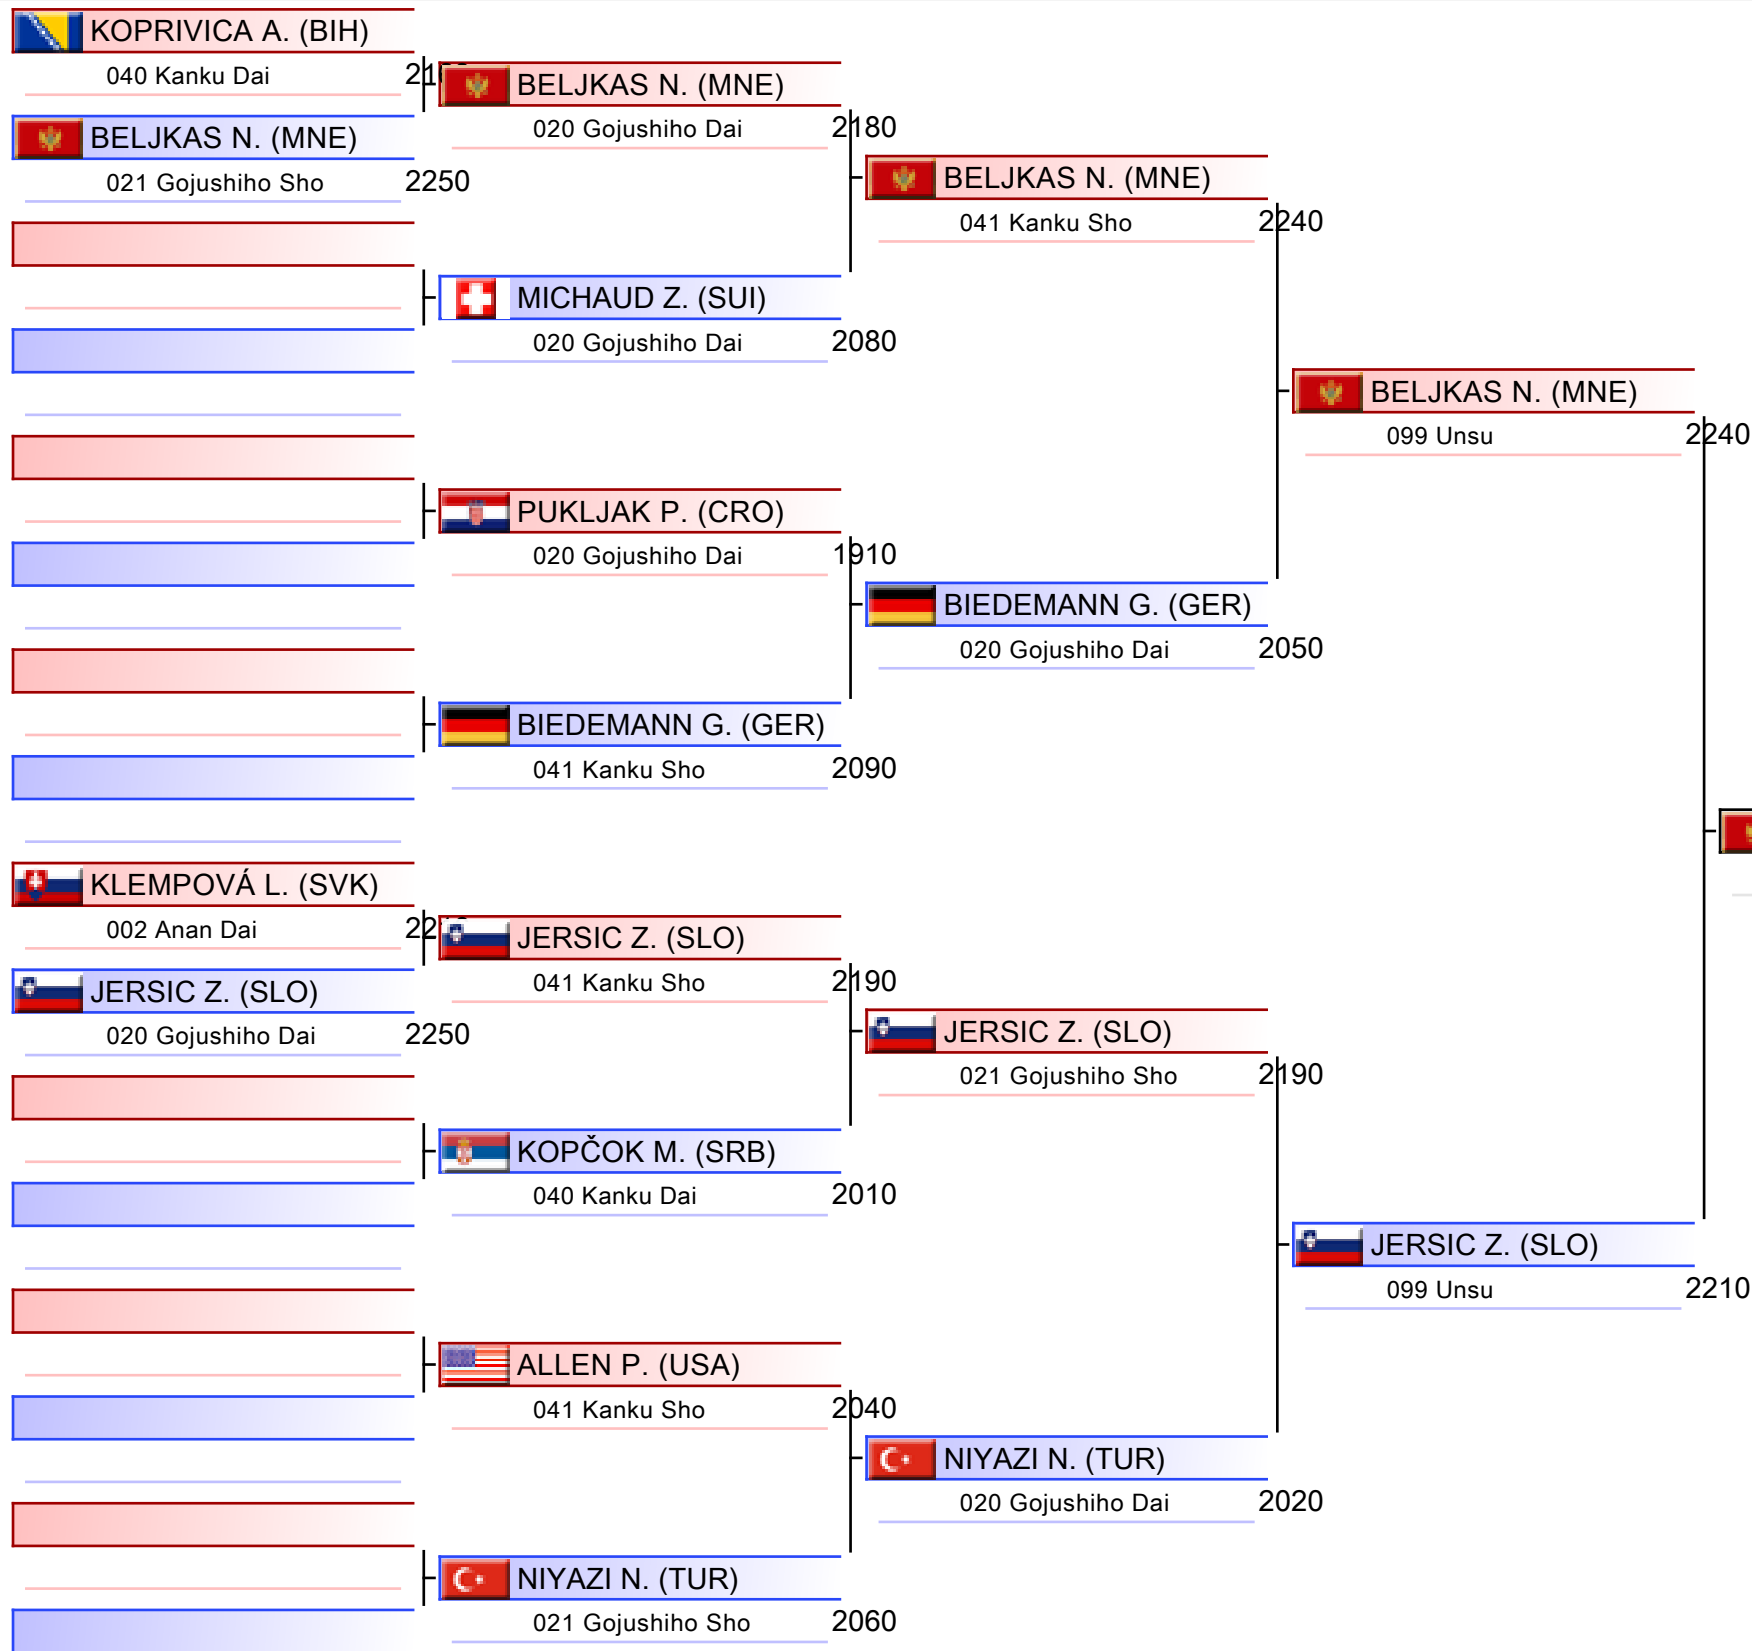 KOPRIVICA A. (BIH)
040 Kanku Dai
BELJKAS N. (MNE)
021 Gojushiho Sho 2250
BELJKAS N. (MNE)
020 Gojushiho Dai 2180
MICHAUD Z. (SUI)
020 Gojushiho Dai 2080
PUKLJAK P. (CRO)
020 Gojushiho Dai 1910
BIEDEMANN G. (GER)
041 Kanku Sho 2090
KLEMPOVÁ L. (SVK)
002 Anan Dai
JERSIC Z. (SLO)
020 Gojushiho Dai 2250
JERSIC Z. (SLO)
041 Kanku Sho 2190
KOPČOK M. (SRB)
040 Kanku Dai 2010
ALLEN P. (USA)
041 Kanku Sho 2040
NIYAZI N. (TUR)
021 Gojushiho Sho 2060
BELJKAS N. (MNE)
041 Kanku Sho 2240
BIEDEMANN G. (GER)
020 Gojushiho Dai 2050
JERSIC Z. (SLO)
021 Gojushiho Sho 2190
NIYAZI N. (TUR)
020 Gojushiho Dai 2020
BELJKAS N. (MNE)
099 Unsu 2240
JERSIC Z. (SLO)
099 Unsu 2210